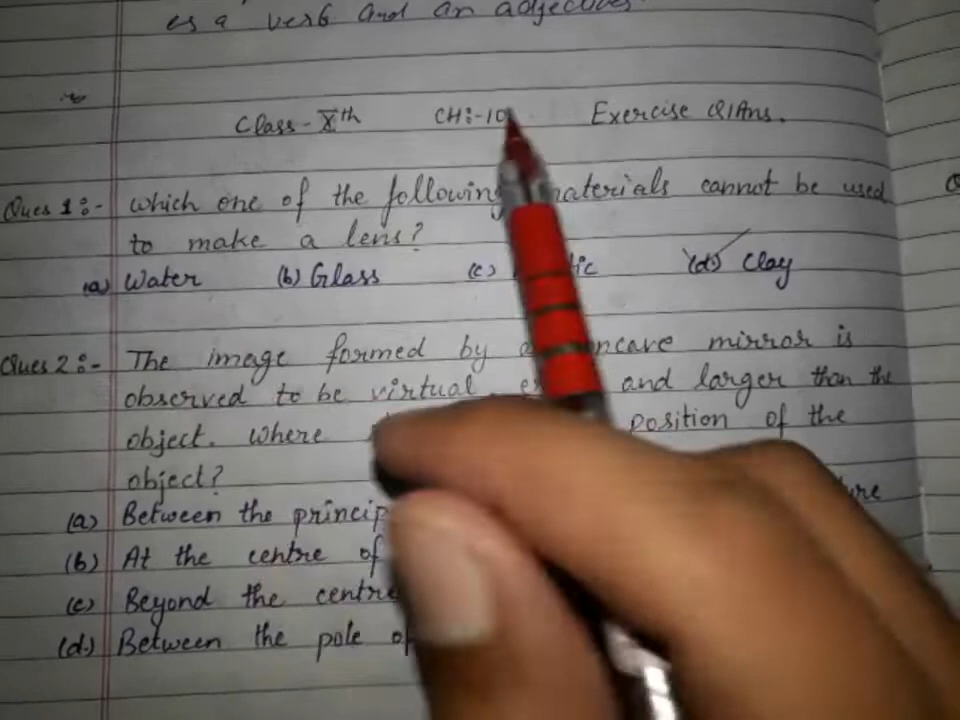 es a verb and an adjectives
Class - Xth CH:-10 Exercise Q/Ans.
Ques 1:- which one of the following materials cannot be used
to make a lens?
(a) Water (b) Glass (c) (d) Clay
Ques 2:- The image formed by mirror is
observed to be virtual, and larger than the
object. Where position of the
object?
(a) Between the
(b) At the centre of
(c) Beyond the centre
(d) Between the pole of